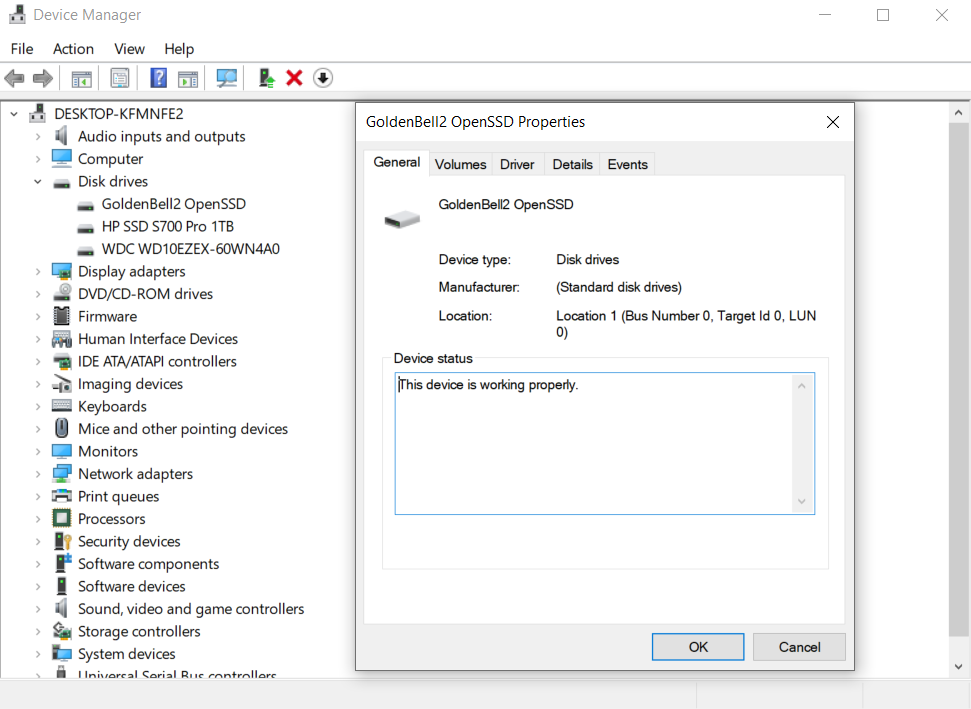 Device Manager
File Action View Help
DESKTOP-KFMNFE2
Audio inputs and outputs
Computer
Disk drives
GoldenBell2 OpenSSD
HP SSD S700 Pro 1TB
WDC WD10EZEX-60WN4A0
Display adapters
DVD/CD-ROM drives
Firmware
Human Interface Devices
IDE ATA/ATAPI controllers
Imaging devices
Keyboards
Mice and other pointing devices
Monitors
Network adapters
Print queues
Processors
Security devices
Software components
Software devices
Sound, video and game controllers
Storage controllers
System devices
Universal Serial Bus controllers
GoldenBell2 OpenSSD Properties
General Volumes Driver Details Events
GoldenBell2 OpenSSD
Device type: Disk drives
Manufacturer: (Standard disk drives)
Location: Location 1 (Bus Number 0, Target Id 0, LUN
0)
Device status
This device is working properly.
OK Cancel